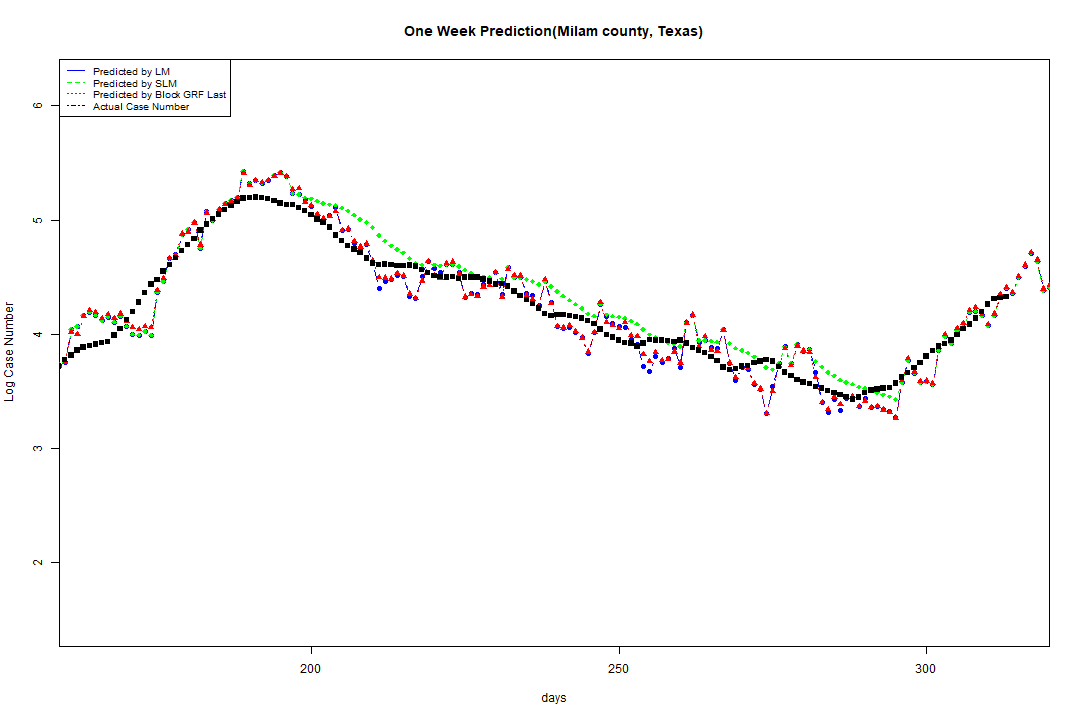 One Week Prediction(Milam county, Texas)
Predicted by LM
Predicted by SLM
Predicted by Block GRF Last
Actual Case Number
6
5
4
3
2
Log Case Number
200
250
300
days